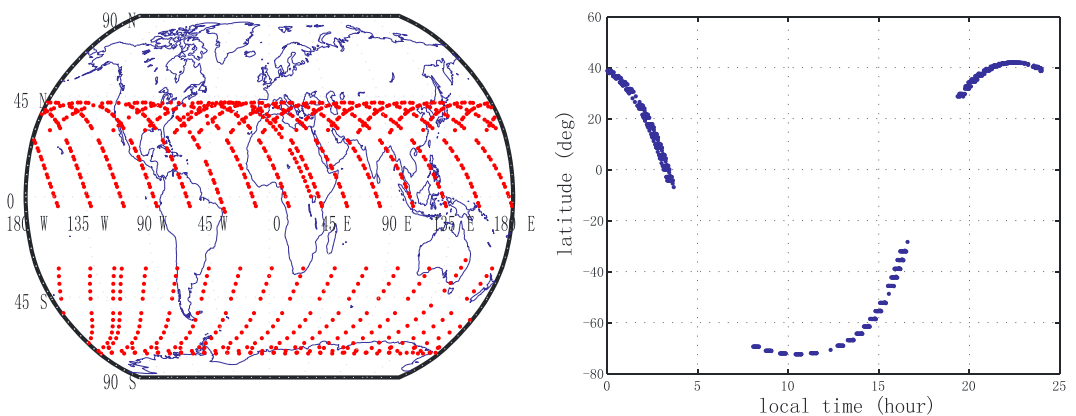 90 N
45 N
0
180 W 135 W 90 W 45 W 0 45 E 90 E 135 E 180 E
45 S
90 S
60
40
20
0
−20
−40
−60
−80
latitude (deg)
0 5 10 15 20 25
local time (hour)